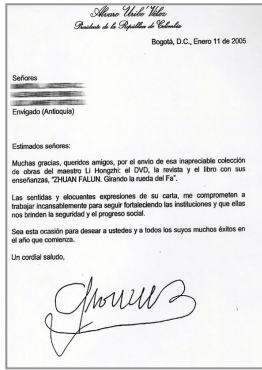 Álvaro Uribe Vélez
Presidente de la República de Colombia
Bogotá, D.C., Enero 11 de 2005
Señores
Envigado (Antioquia)
Estimados señores:
Muchas gracias, queridos amigos, por el envío de esa inapreciable colección
de obras del maestro Li Hongzhi: el DVD, la revista y el libro con sus
enseñanzas, "ZHUAN FALUN. Girando la rueda del Fa".
Las sentidas y elocuentes expresiones de su carta, me comprometen a
trabajar incansablemente para seguir fortaleciendo las instituciones y que ellas
nos brinden la seguridad y el progreso social.
Sea esta ocasión para desear a ustedes y a todos los suyos muchos éxitos en
el año que comienza.
Un cordial saludo,